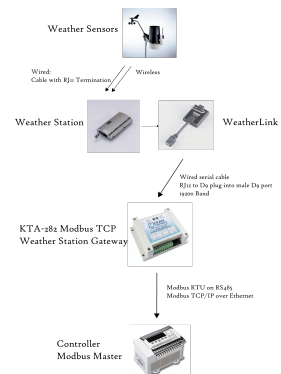 Weather Sensors
Wired:
Cable with RJ11 Termination
Wireless
Weather Station
WeatherLink
Wired serial cable
RJ12 to D9 plug into male D9 port
19200 Baud
KTA-282 Modbus TCP
Weather Station Gateway
Modbus RTU on RS485
Modbus TCP/IP over Ethernet
Controller
Modbus Master